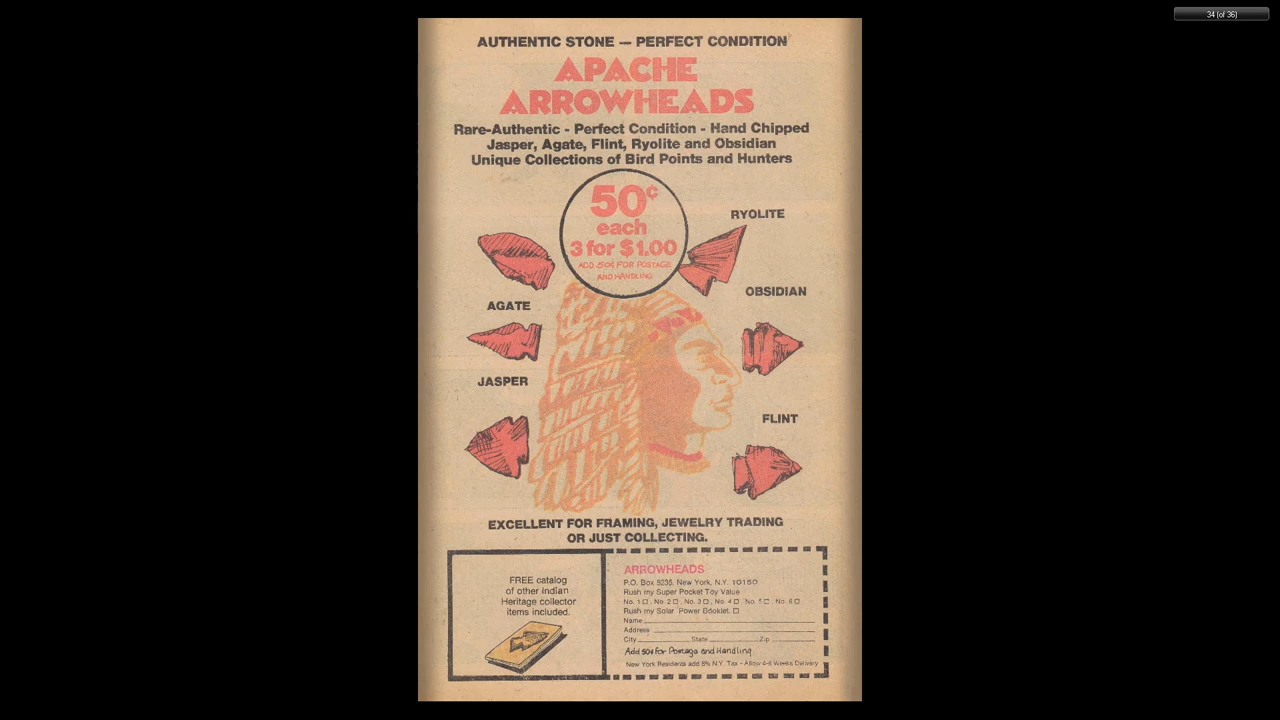 34 (of 36)
AUTHENTIC STONE — PERFECT CONDITION
APACHE
ARROWHEADS
Rare-Authentic - Perfect Condition - Hand Chipped
Jasper, Agate, Flint, Ryolite and Obsidian
Unique Collections of Bird Points and Hunters
50¢
each
3 for $1.00
ADD 50¢ FOR POSTAGE
AND HANDLING
RYOLITE
OBSIDIAN
AGATE
JASPER
FLINT
EXCELLENT FOR FRAMING, JEWELRY TRADING
OR JUST COLLECTING.
FREE catalog
of other Indian
Heritage collector
items included.
ARROWHEADS
P.O. Box 5235, New York, N.Y. 10150
Rush my Super Pocket Toy Value
No. 1 □, No. 2 □, No. 3 □, No. 4 □, No. 5 □, No. 6 □
Rush my Solar Power Booklet. □
Name
Address
City State Zip
Add 50¢ for Postage and Handling
New York Residents add 8% N.Y. Tax - Allow 4-6 Weeks Delivery